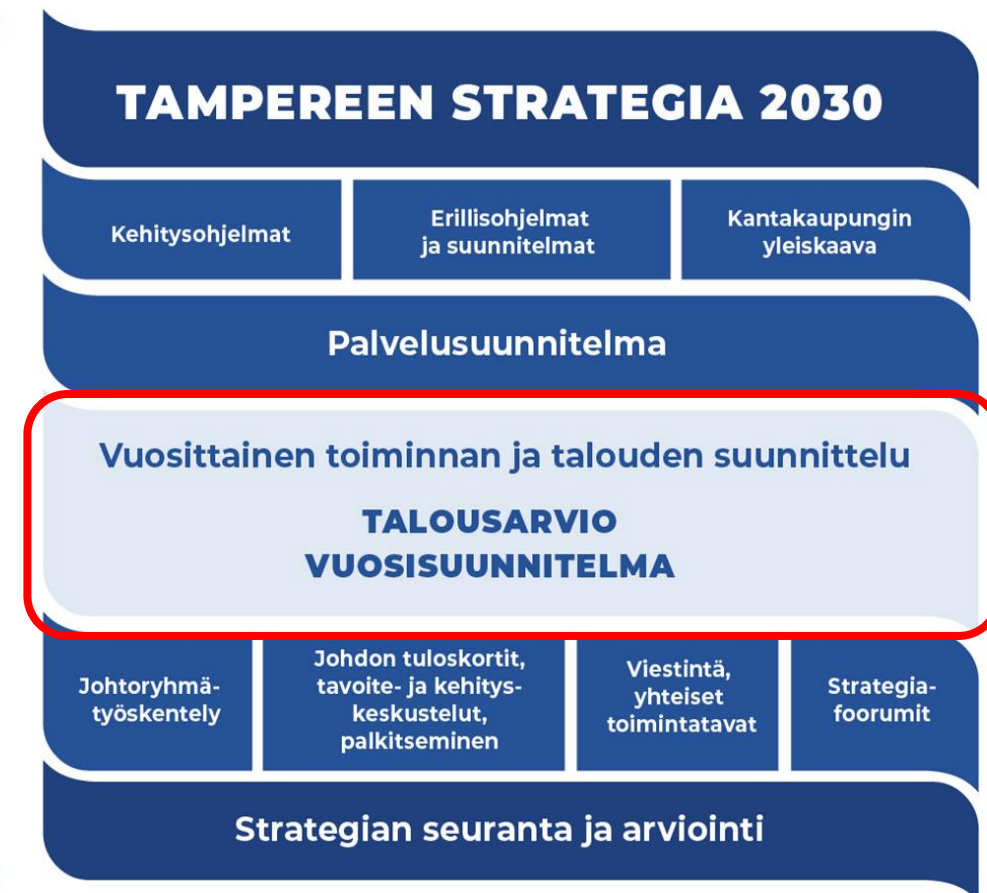 TAMPEREEN STRATEGIA 2030
Kehitysohjelmat
Erillisohjelmat
ja suunnitelmat
Kantakaupungin
yleiskaava
Palvelusuunnitelma
Vuosittainen toiminnan ja talouden suunnittelu
TALOUSARVIO
VUOSISUUNNITELMA
Johtoryhmä-
työskentely
Johdon tuloskortit,
tavoite- ja kehitys-
keskustelut,
palkitseminen
Viestintä,
yhteiset
toimintatavat
Strategia-
foorumit
Strategian seuranta ja arviointi